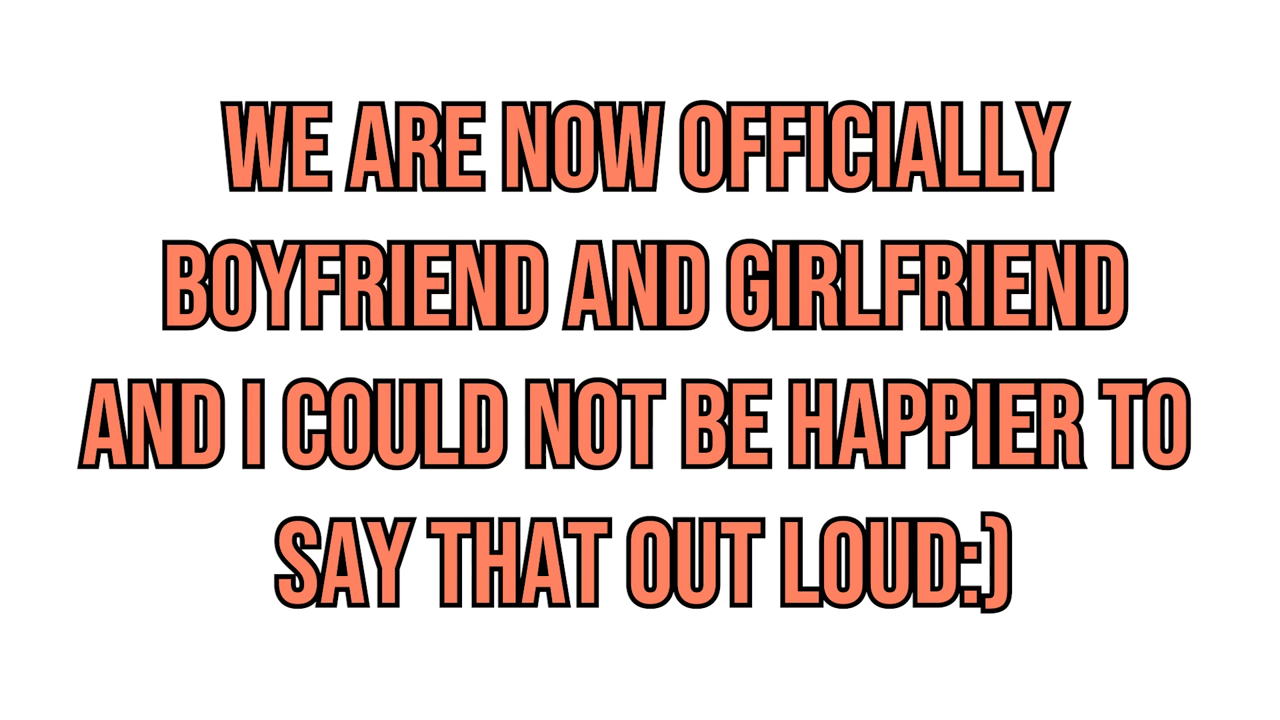 WE ARE NOW OFFICIALLY
BOYFRIEND AND GIRLFRIEND
AND I COULD NOT BE HAPPIER TO
SAY THAT OUT LOUD:)